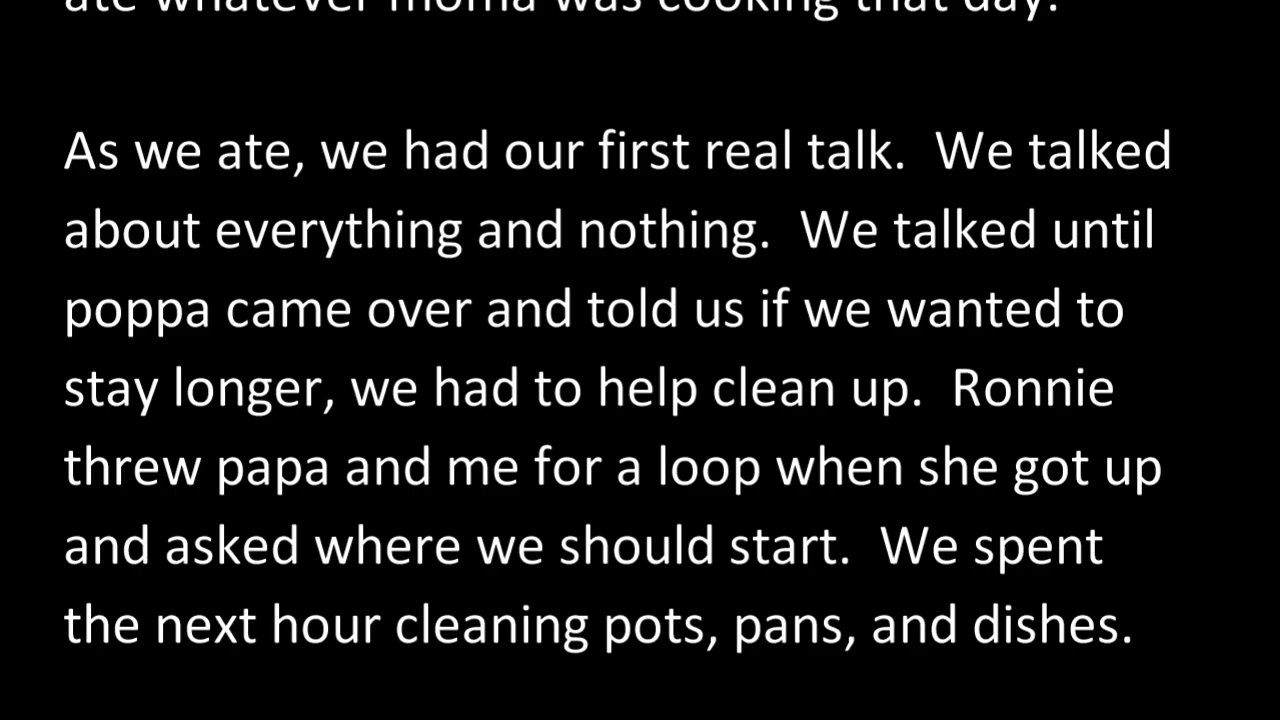 ate whatever moma was cooking that day.
As we ate, we had our first real talk.  We talked
about everything and nothing.  We talked until
poppa came over and told us if we wanted to
stay longer, we had to help clean up.  Ronnie
threw papa and me for a loop when she got up
and asked where we should start.  We spent
the next hour cleaning pots, pans, and dishes.